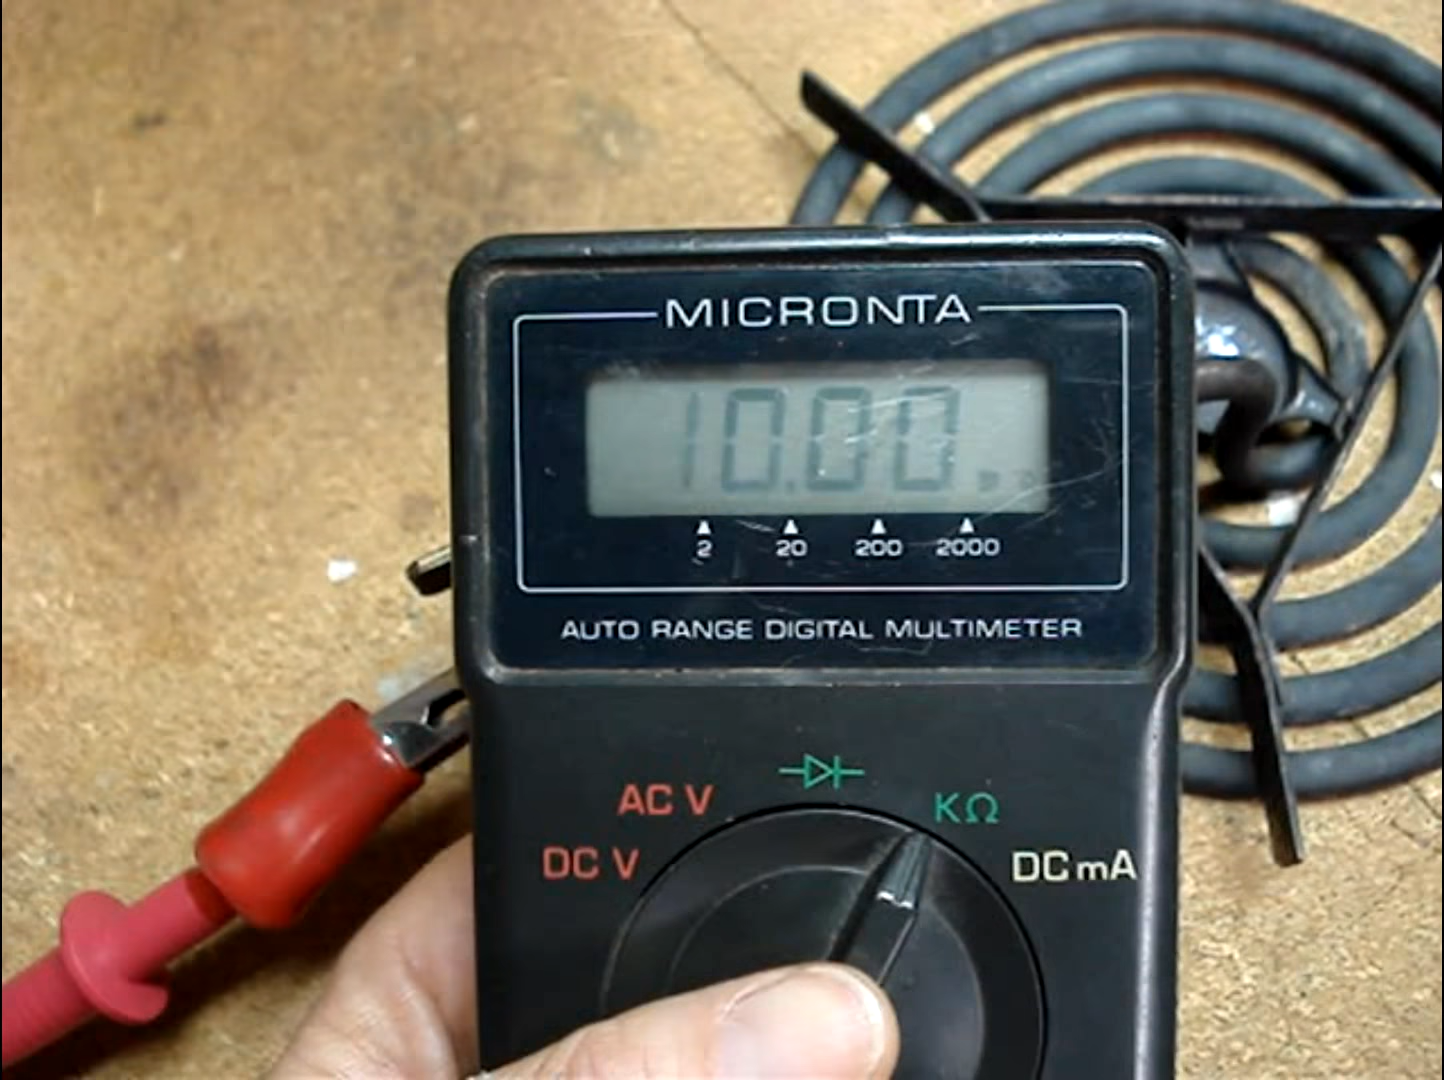 MICRONTA
10.00
2 20 200 2000
AUTO RANGE DIGITAL MULTIMETER
AC V KΩ
DC V DC mA